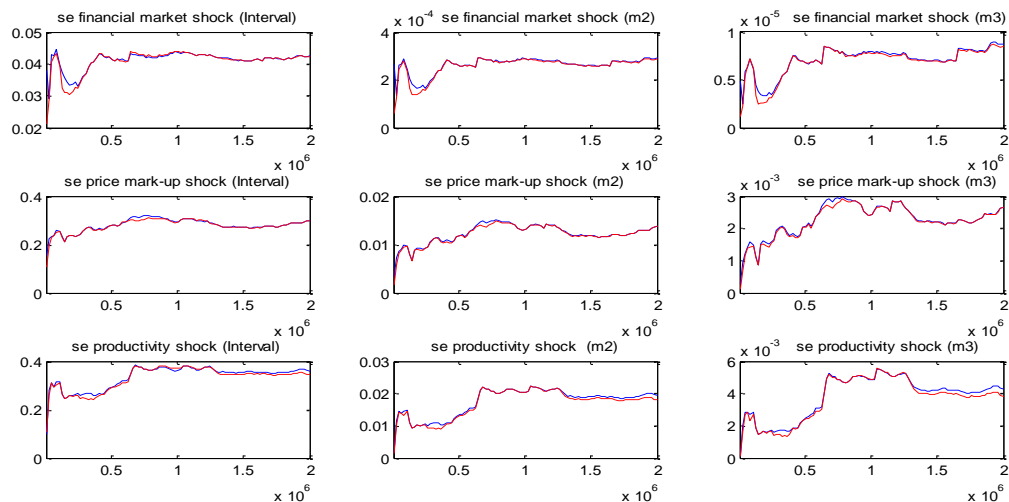 se financial market shock (Interval)
0.05
0.04
0.03
0.02
0.5 1 1.5 2
x 10^6
x 10^-4
se financial market shock (m2)
4
2
0
0.5 1 1.5 2
x 10^6
x 10^-5
se financial market shock (m3)
1
0.5
0
0.5 1 1.5 2
x 10^6
se price mark-up shock (Interval)
0.4
0.2
0
0.5 1 1.5 2
x 10^6
se price mark-up shock (m2)
0.02
0.01
0
0.5 1 1.5 2
x 10^6
x 10^-3
se price mark-up shock (m3)
3
2
1
0
0.5 1 1.5 2
x 10^6
se productivity shock (Interval)
0.4
0.2
0
0.5 1 1.5 2
x 10^6
se productivity shock (m2)
0.03
0.02
0.01
0
0.5 1 1.5 2
x 10^6
x 10^-3
se productivity shock (m3)
6
4
2
0
0.5 1 1.5 2
x 10^6